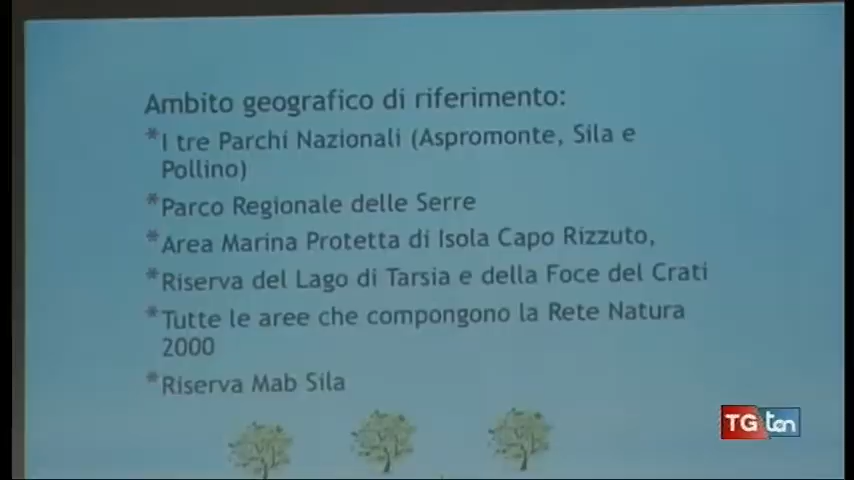 Ambito geografico di riferimento:
*I tre Parchi Nazionali (Aspromonte, Sila e
Pollino)
*Parco Regionale delle Serre
*Area Marina Protetta di Isola Capo Rizzuto,
*Riserva del Lago di Tarsia e della Foce del Crati
*Tutte le aree che compongono la Rete Natura
2000
*Riserva Mab Sila
TG ten